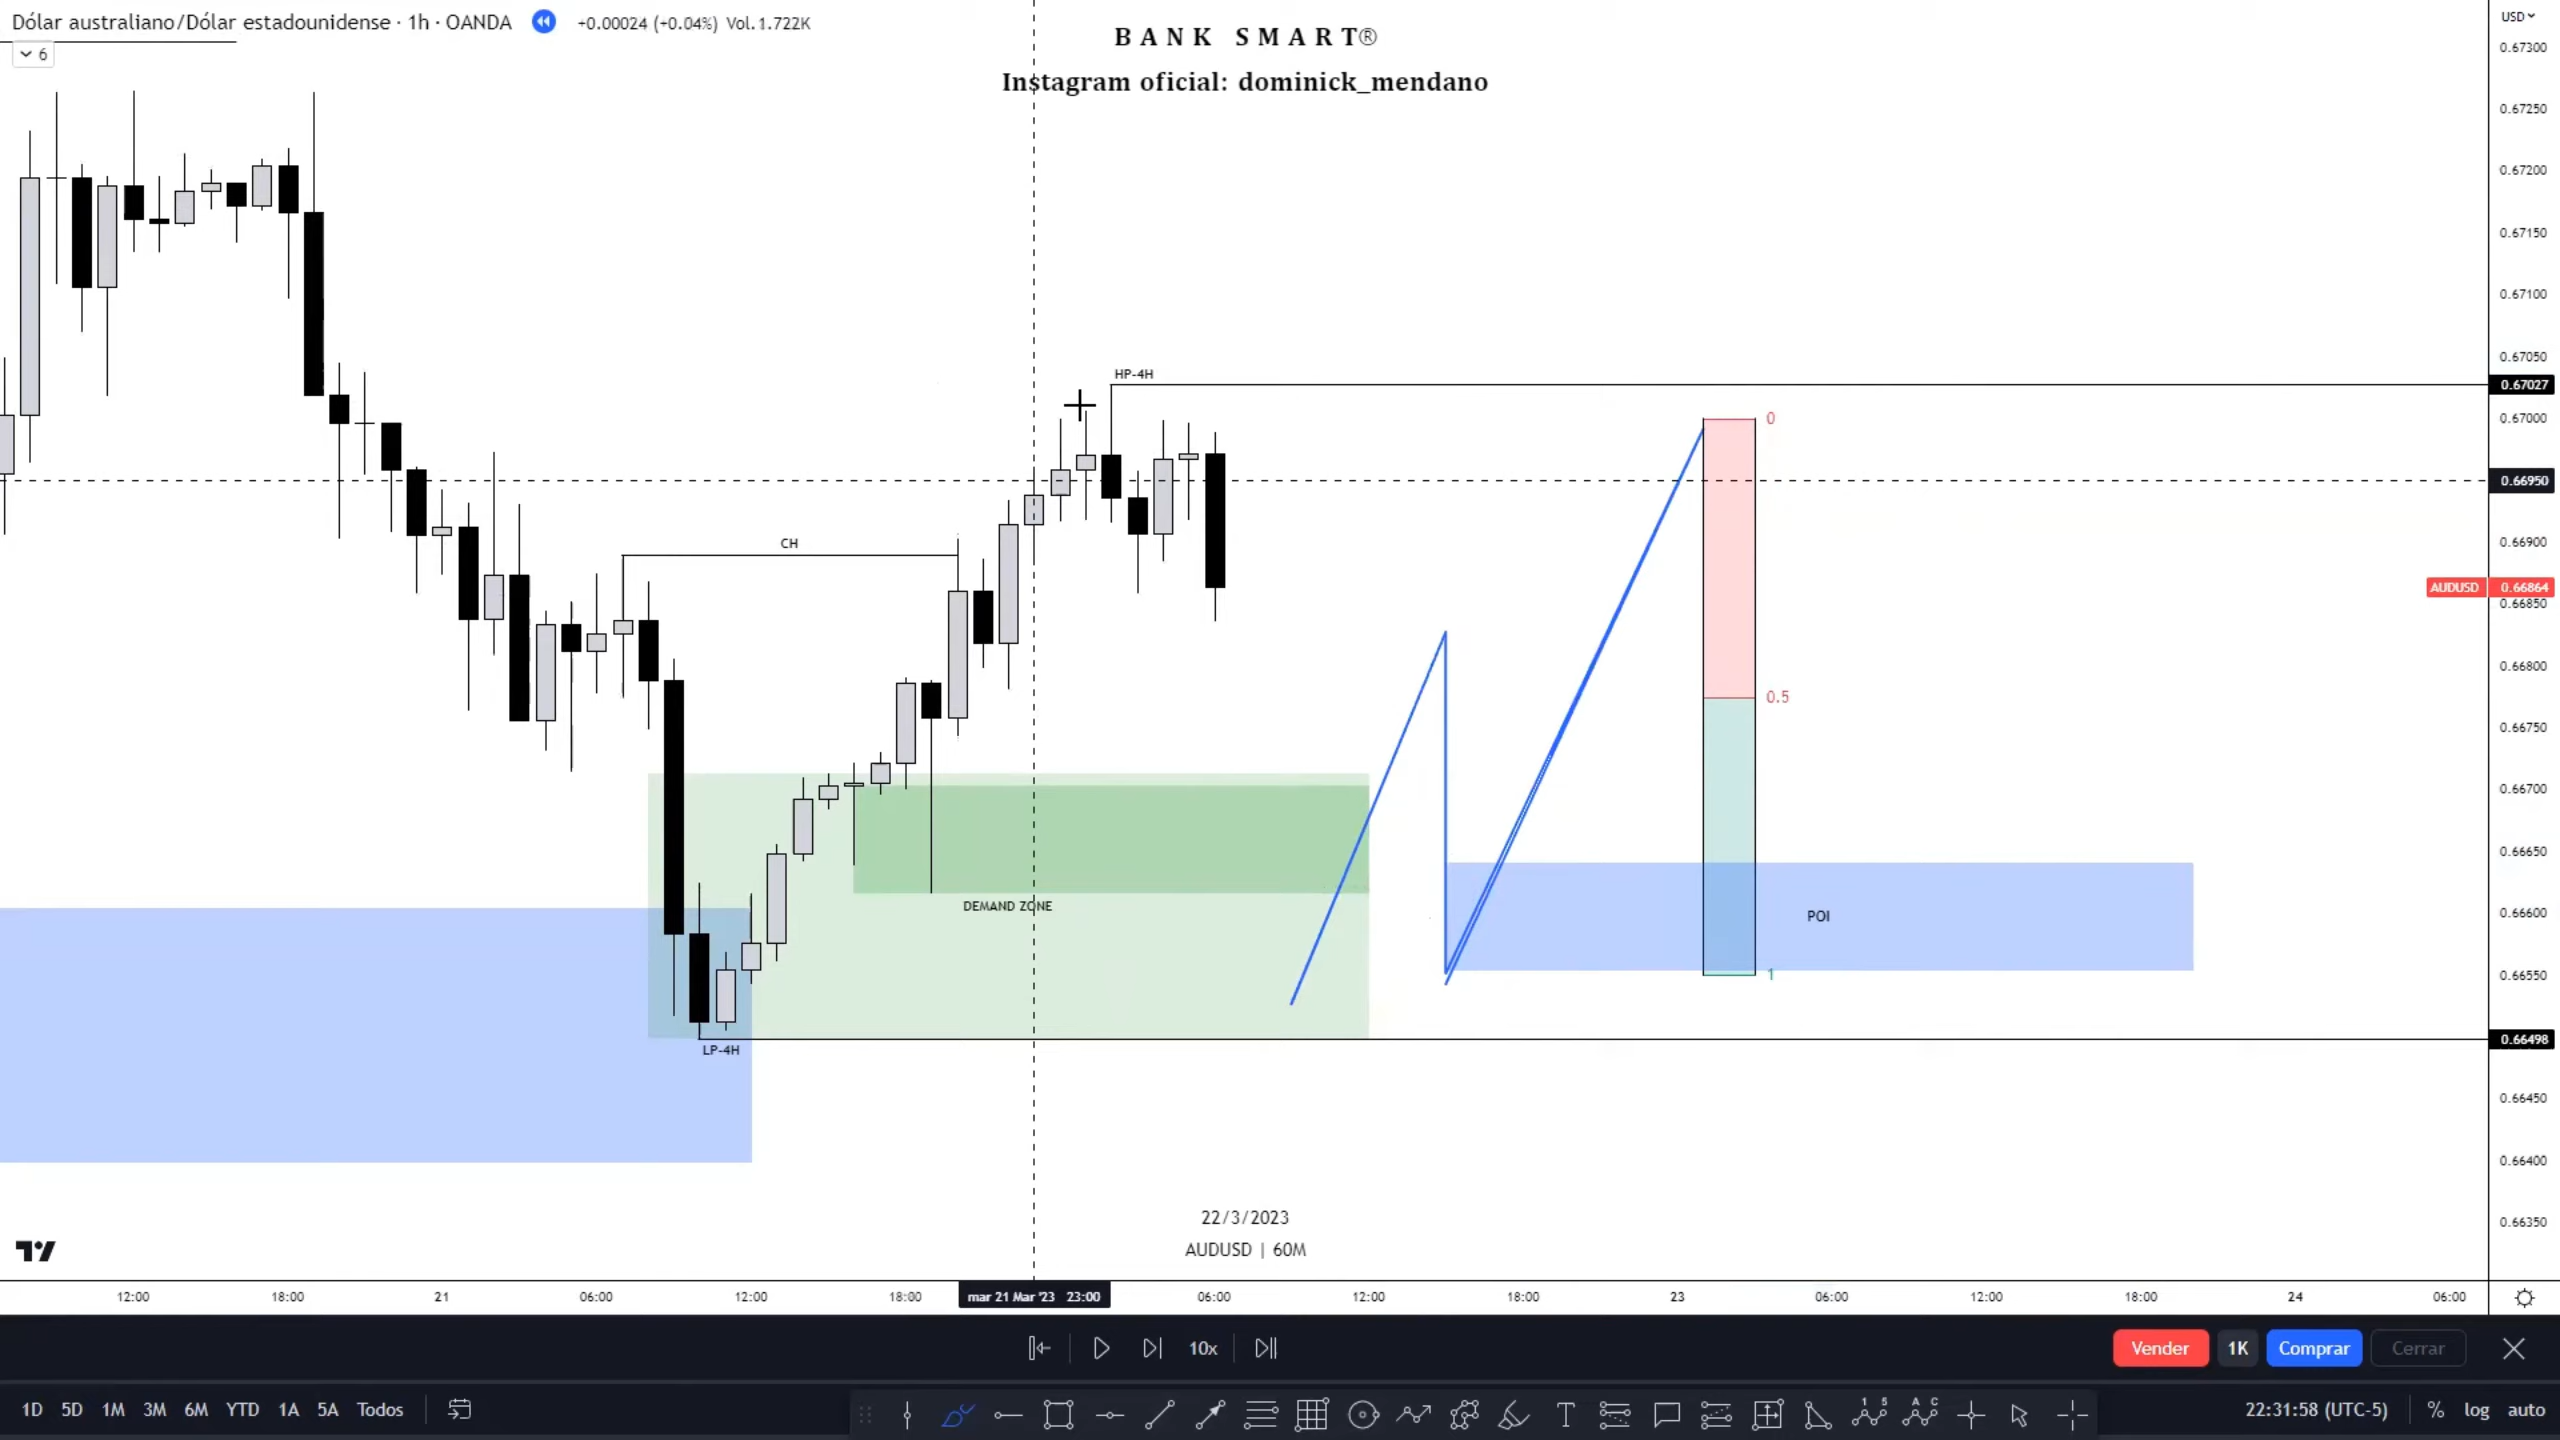 Dólar australiano/Dólar estadounidense · 1h · OANDA +0.00024 (+0.04%) Vol.1.722K
6
B A N K S M A R T®
Instagram oficial: dominick_mendano
USD
0.67300
0.67250
0.67200
0.67150
0.67100
0.67050
HP-4H
0.67027
0.67000
0
0.66950
CH
0.66900
AUDUSD 0.66864
0.66850
0.66800
0.5
0.66750
0.66700
0.66650
DEMAND ZONE
POI
0.66600
0.66550
1
LP-4H
0.66498
0.66450
0.66400
22/3/2023
0.66350
AUDUSD | 60M
12:00 18:00 21 06:00 12:00 18:00 mar 21 Mar '23 23:00 06:00 12:00 18:00 23 06:00 12:00 18:00 24 06:00
10x
Vender 1K Comprar Cerrar
1D 5D 1M 3M 6M YTD 1A 5A Todos
22:31:58 (UTC-5) % log auto